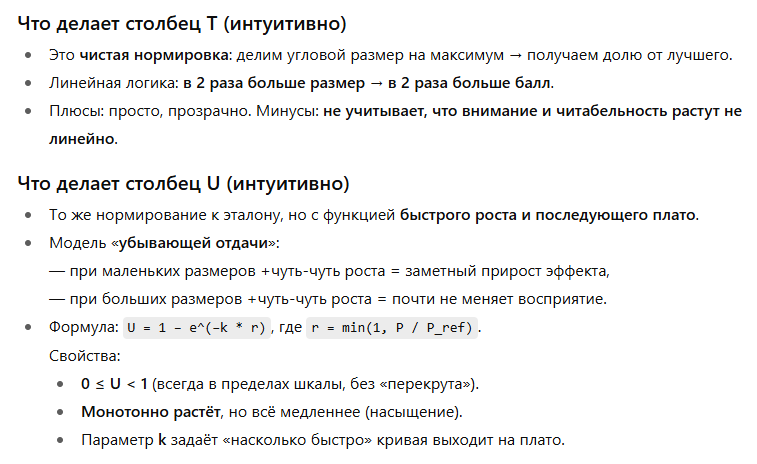 Что делает столбец T (интуитивно)
• Это чистая нормировка: делим угловой размер на максимум → получаем долю от лучшего.
• Линейная логика: в 2 раза больше размер → в 2 раза больше балл.
• Плюсы: просто, прозрачно. Минусы: не учитывает, что внимание и читабельность растут не
линейно.
Что делает столбец U (интуитивно)
• То же нормирование к эталону, но с функцией быстрого роста и последующего плато.
• Модель «убывающей отдачи»:
— при маленьких размеров +чуть-чуть роста = заметный прирост эффекта,
— при больших размеров +чуть-чуть роста = почти не меняет восприятие.
• Формула: U = 1 – e^(–k * r), где r = min(1, P / P_ref).
Свойства:
• 0 ≤ U < 1 (всегда в пределах шкалы, без «перекрута»).
• Монотонно растёт, но всё медленнее (насыщение).
• Параметр k задаёт «насколько быстро» кривая выходит на плато.